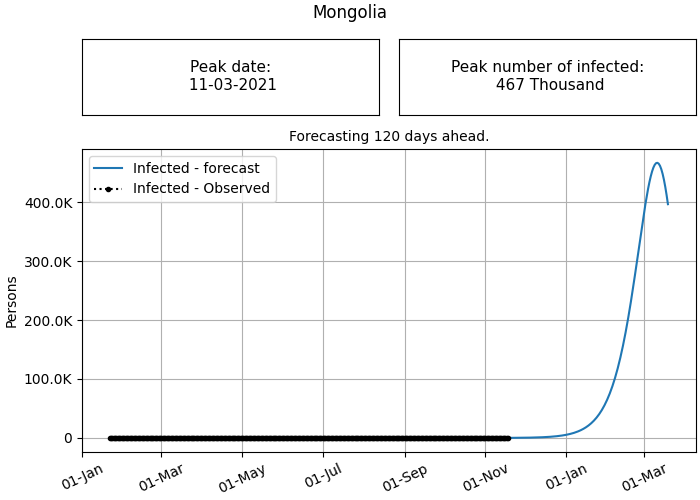 Mongolia
Peak date:
11-03-2021
Peak number of infected:
467 Thousand
Forecasting 120 days ahead.
Infected - forecast
Infected - Observed
400.0K
300.0K
200.0K
100.0K
0
Persons
01-Jan
01-Mar
01-May
01-Jul
01-Sep
01-Nov
01-Jan
01-Mar